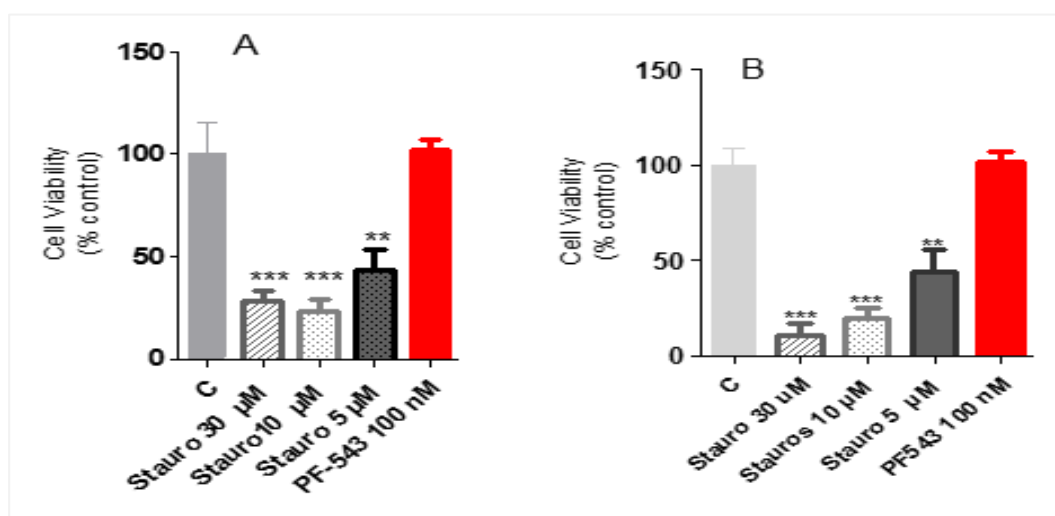 A
150
100
50
0
Cell Viability
(% control)
***
***
**
C
Stauro 30 µM
Stauro10 µM
Stauro 5 µM
PF-543 100 nM
B
150
100
50
0
Cell Viability
(% control)
***
***
**
C
Stauro 30 uM
Stauros 10 µM
Stauro 5 µM
PF543 100 nM